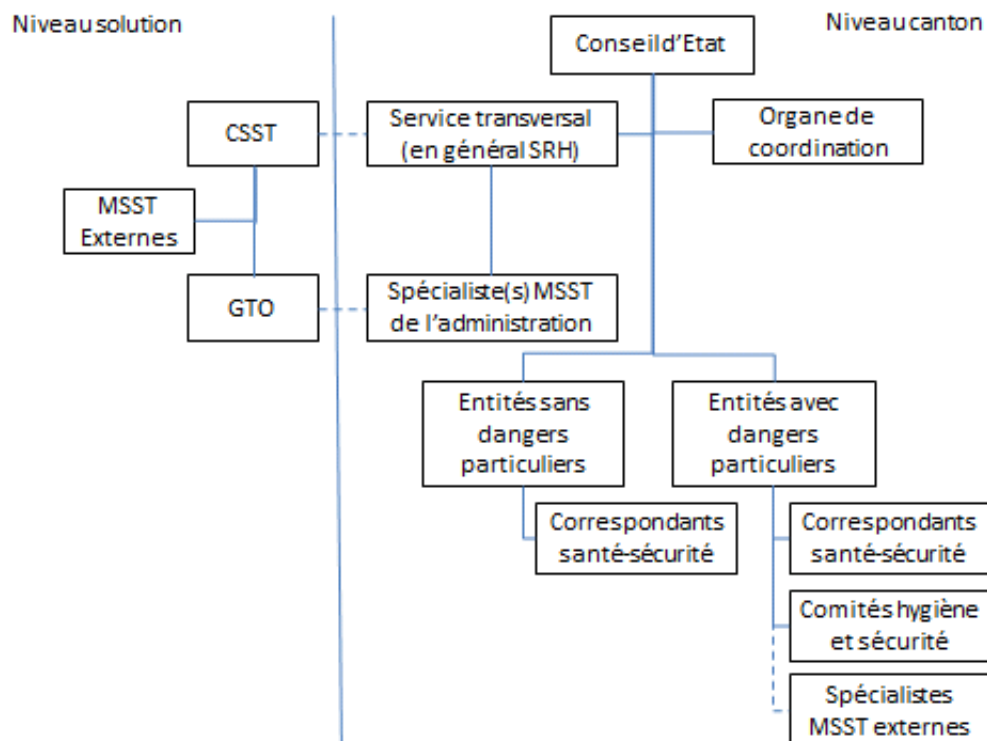 Niveau solution
Niveau canton
Conseil d'Etat
CSST
Service transversal
(en général SRH)
Organe de
coordination
MSST
Externes
GTO
Spécialiste(s) MSST
de l'administration
Entités sans
dangers
particuliers
Entités avec
dangers
particuliers
Correspondants
santé-sécurité
Correspondants
santé-sécurité
Comités hygiène
et sécurité
Spécialistes
MSST externes